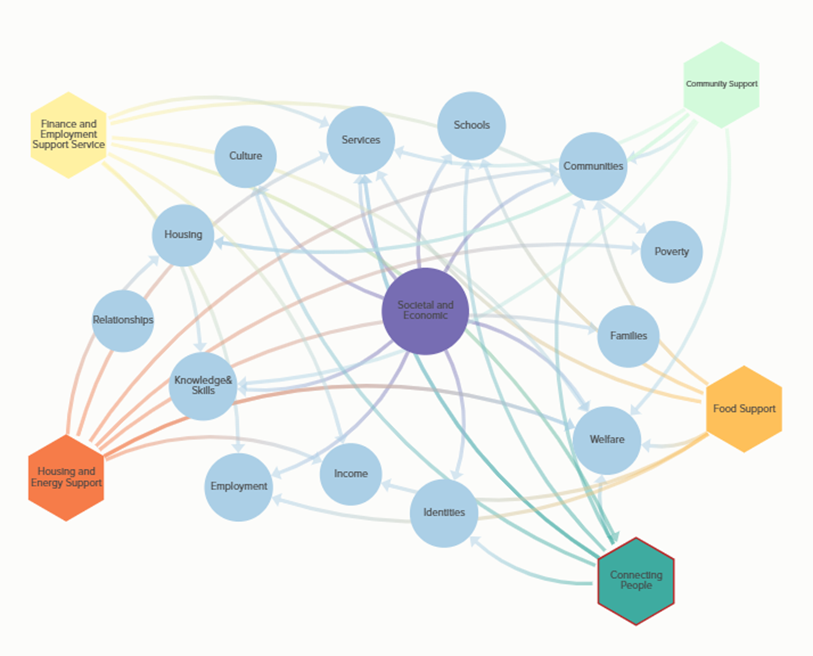 Community Support
Finance and
Employment
Support Service
Schools
Services
Culture
Communities
Housing
Poverty
Societal and
Economic
Relationships
Families
Knowledge&
Skills
Food Support
Welfare
Housing and
Energy Support
Income
Employment
Identities
Connecting
People